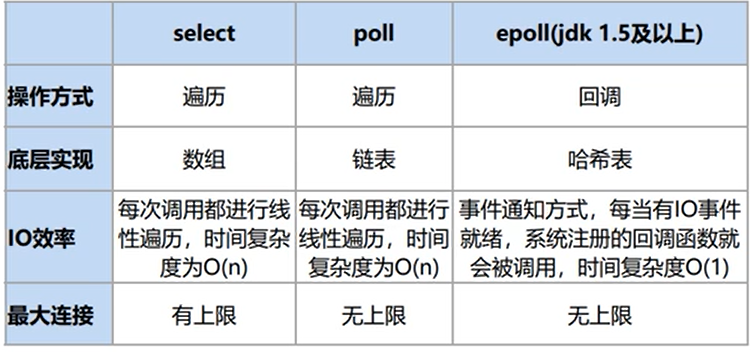 select poll epoll(jdk 1.5及以上)
操作方式 遍历 遍历 回调
底层实现 数组 链表 哈希表
IO效率
每次调用都进行线
性遍历，时间复杂
度为O(n)
每次调用都进行
线性遍历，时间
复杂度为O(n)
事件通知方式，每当有IO事件
就绪，系统注册的回调函数就
会被调用，时间复杂度O(1)
最大连接 有上限 无上限 无上限